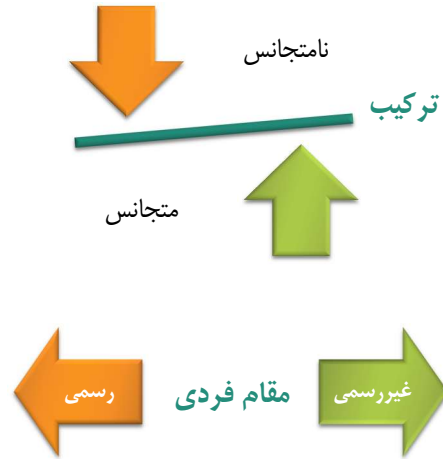 نامتجانس
ترکیب
متجانس
غیررسمی
مقام فردی
رسمی